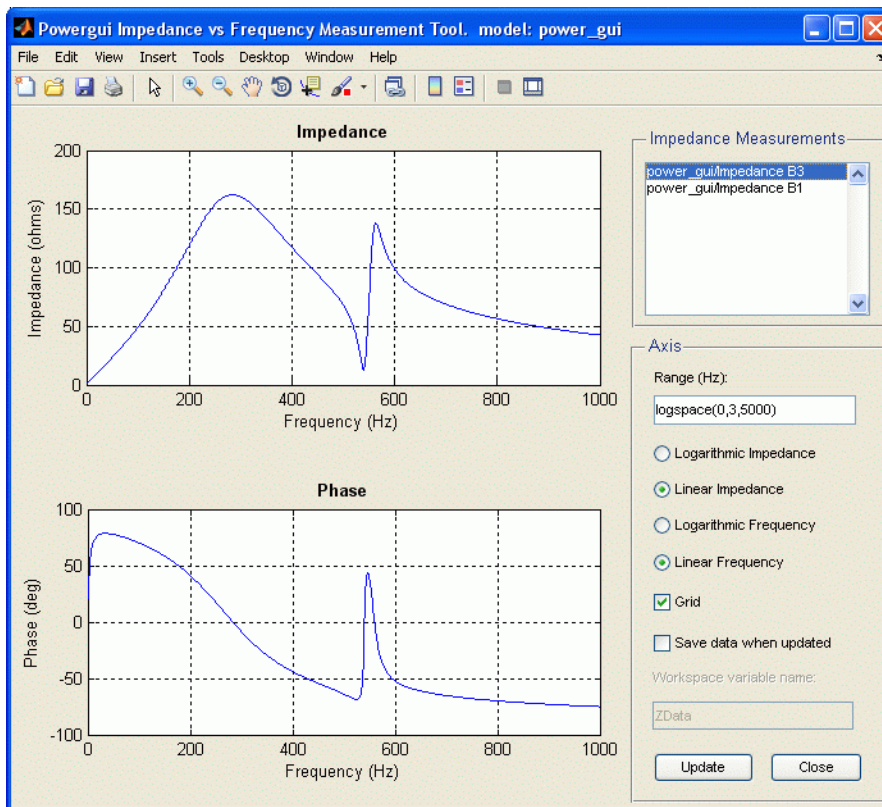 Powergui Impedance vs Frequency Measurement Tool. model: power_gui
File Edit View Insert Tools Desktop Window Help
Impedance
200
150
100
50
0
Impedance (ohms)
0 200 400 600 800 1000
Frequency (Hz)
Phase
100
50
0
-50
-100
Phase (deg)
0 200 400 600 800 1000
Frequency (Hz)
Impedance Measurements
power_gui/Impedance B3
power_gui/Impedance B1
Axis
Range (Hz):
logspace(0,3,5000)
Logarithmic Impedance
Linear Impedance
Logarithmic Frequency
Linear Frequency
Grid
Save data when updated
Workspace variable name:
ZData
Update Close